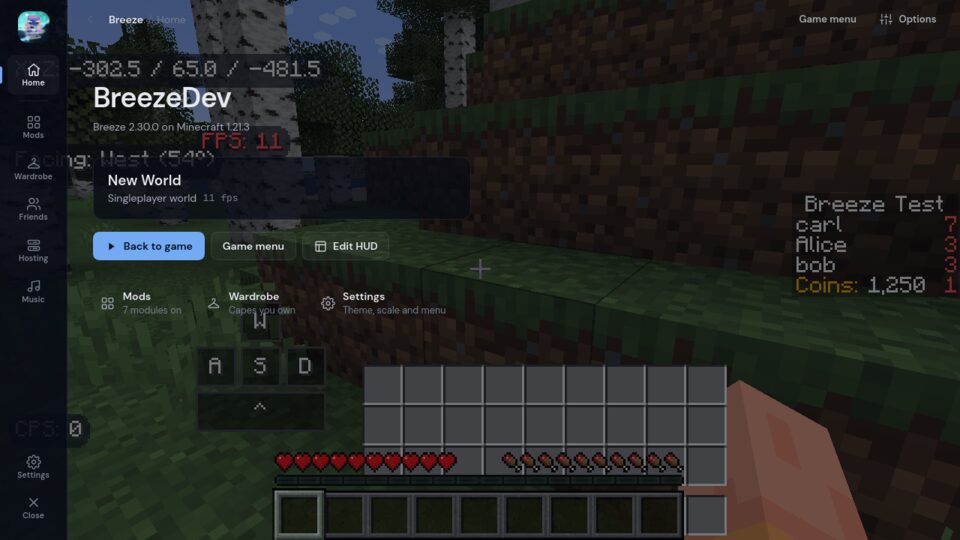 Breeze / Home
Game menu
Options
XYZ: -302.5 / 65.0 / -481.5
Home
BreezeDev
Breeze 2.30.0 on Minecraft 1.21.3
FPS: 11
Mods
Facing: West (54°)
Wardrobe
New World
Singleplayer world 11 fps
Friends
Breeze Test
carl 7
Alice 3
bob 3
Coins: 1,250 1
Hosting
Back to game
Game menu
Edit HUD
Music
Mods
7 modules on
Wardrobe
Capes you own
Settings
Theme, scale and menu
W
A S D
^
CPS: 0
Settings
Close